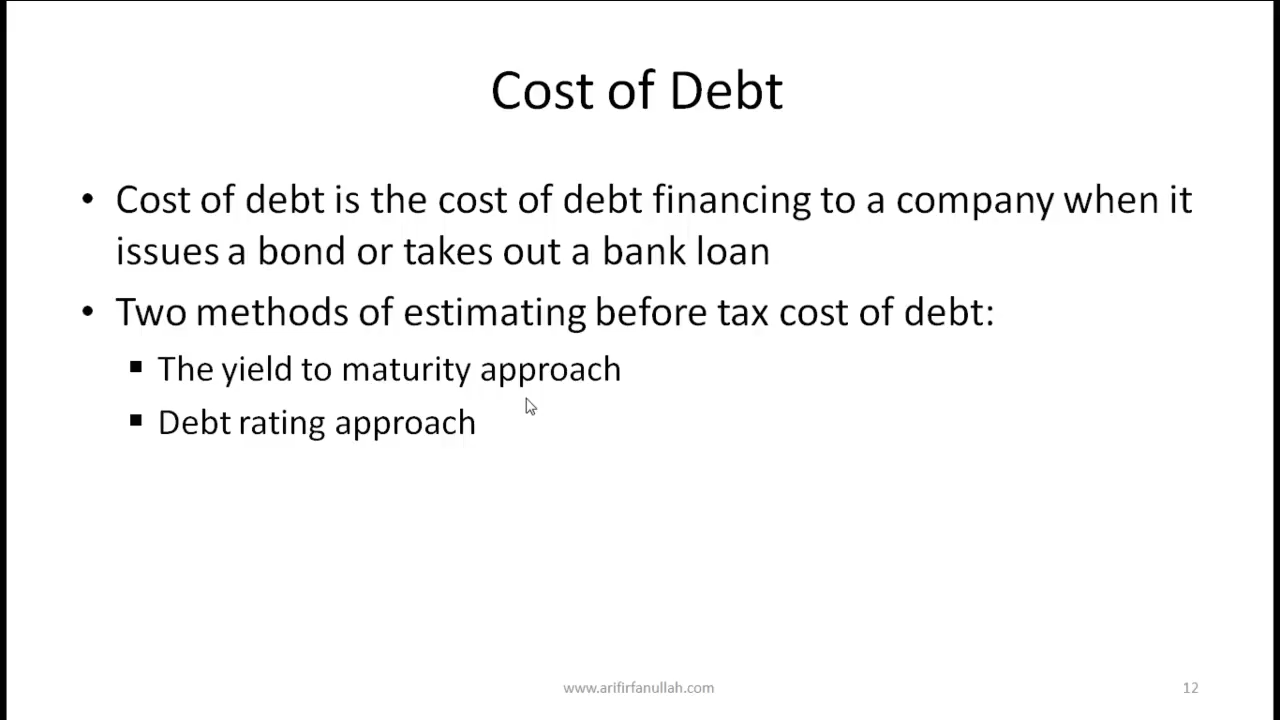 Cost of Debt
• Cost of debt is the cost of debt financing to a company when it
issues a bond or takes out a bank loan
• Two methods of estimating before tax cost of debt:
▪ The yield to maturity approach
▪ Debt rating approach
www.arifirfanullah.com
12